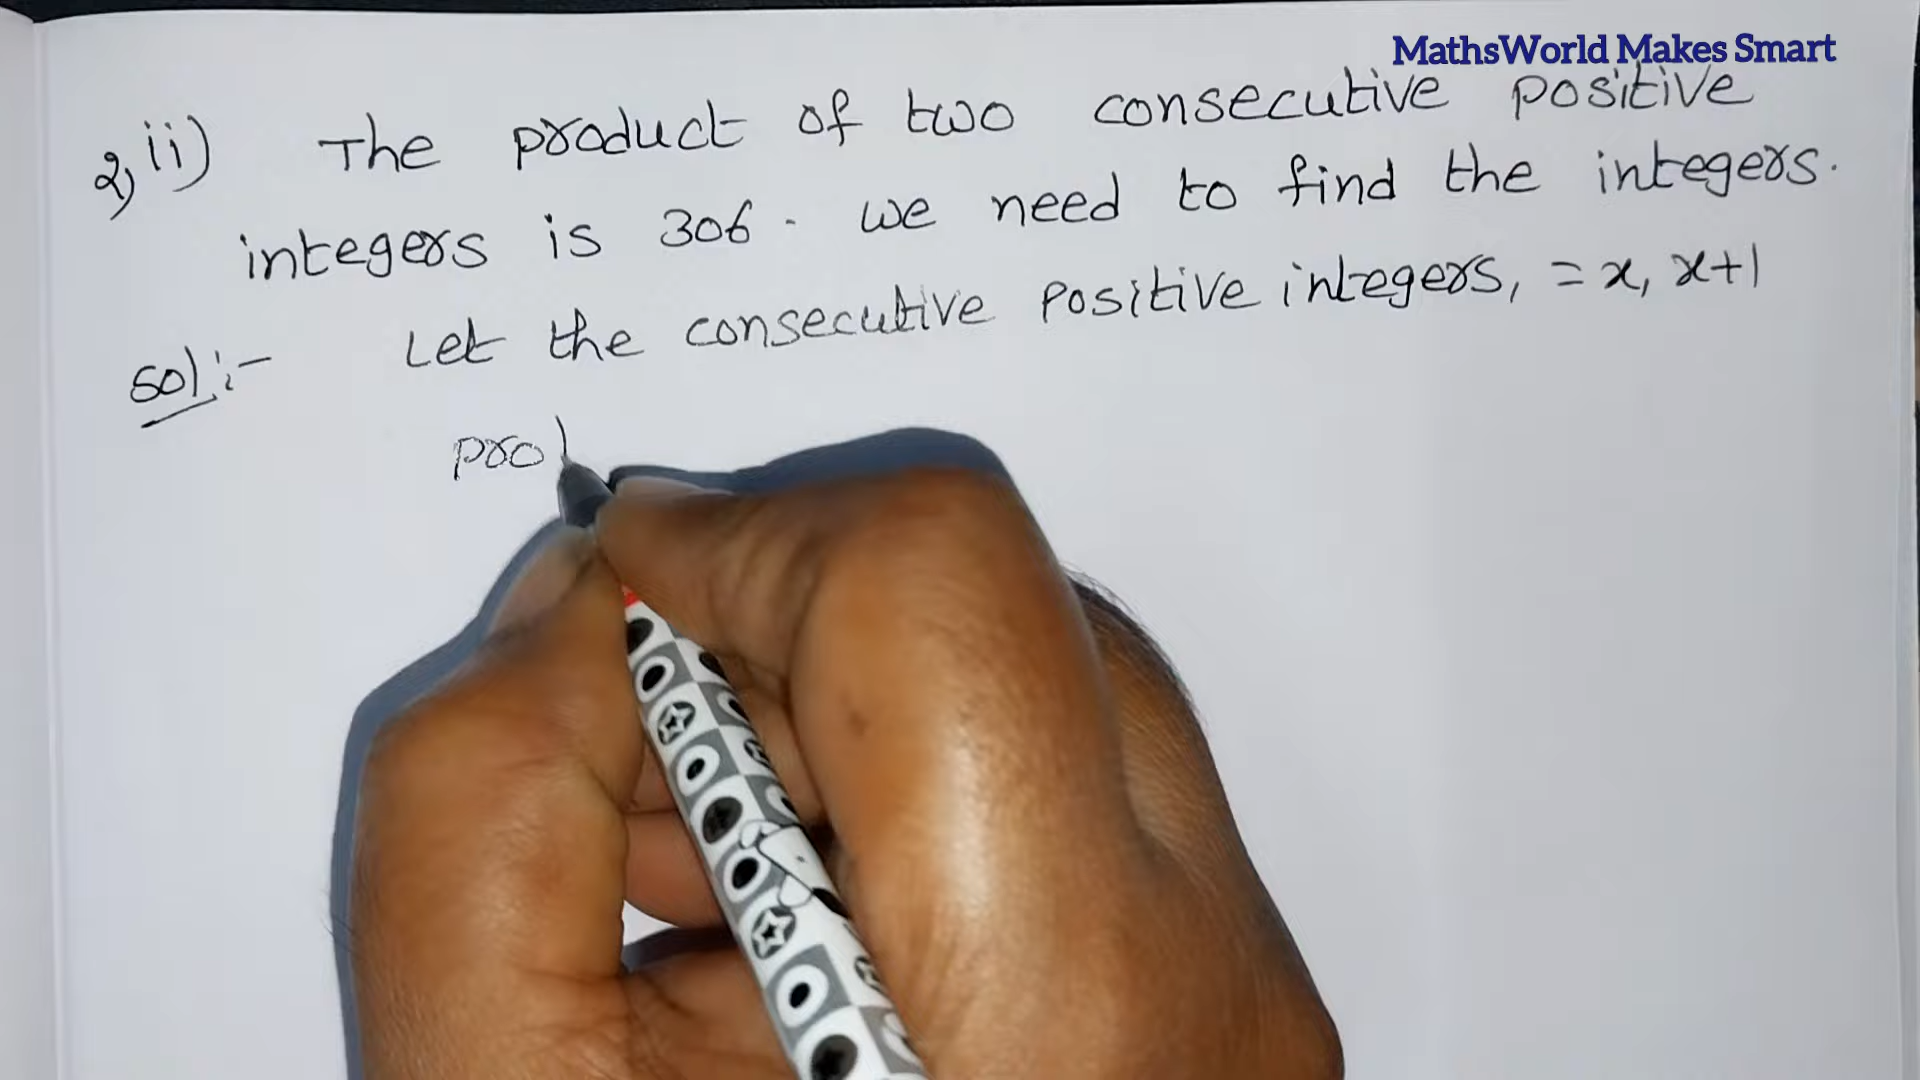 MathsWorld Makes Smart
2, ii) The product of two consecutive positive
integers is 306. we need to find the integers.
Sol:- Let the consecutive positive integers, = x, x+1
pro